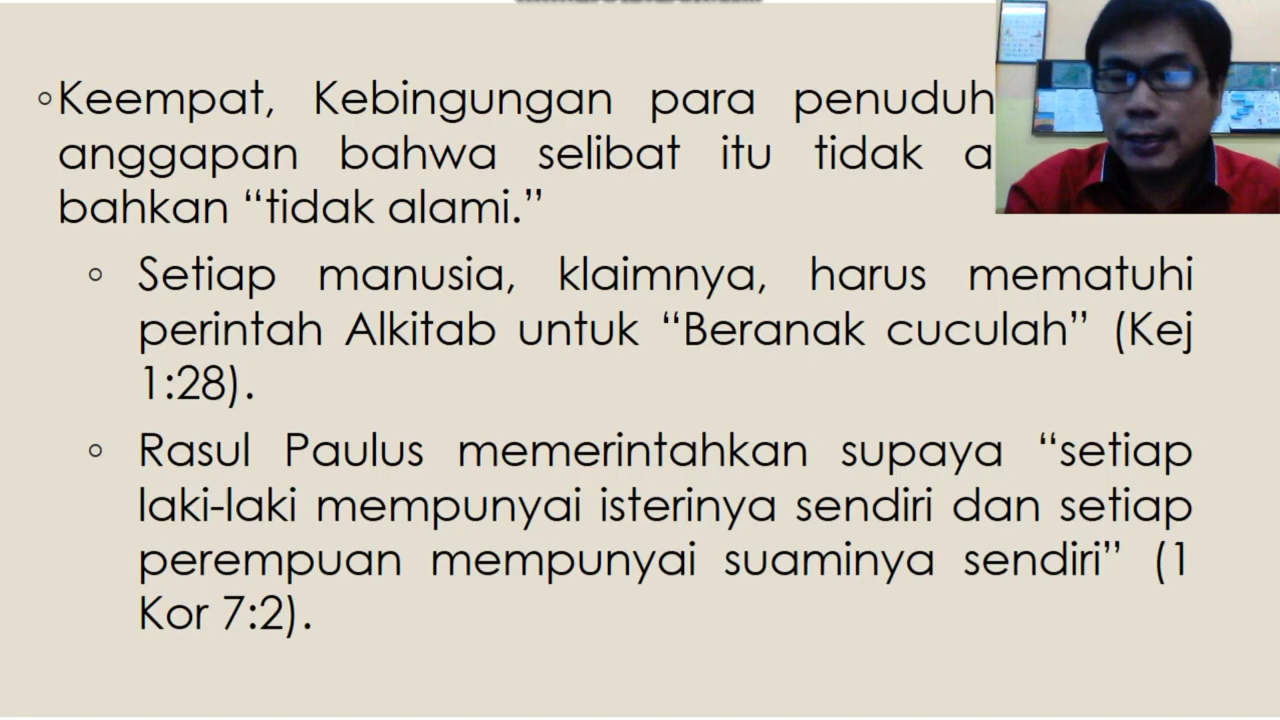 Keempat, Kebingungan para penuduh
anggapan bahwa selibat itu tidak
bahkan “tidak alami.”
Setiap manusia, klaimnya, harus mematuhi
perintah Alkitab untuk “Beranak cuculah” (Kej
1:28).
Rasul Paulus memerintahkan supaya “setiap
laki-laki mempunyai isterinya sendiri dan setiap
perempuan mempunyai suaminya sendiri” (1
Kor 7:2).